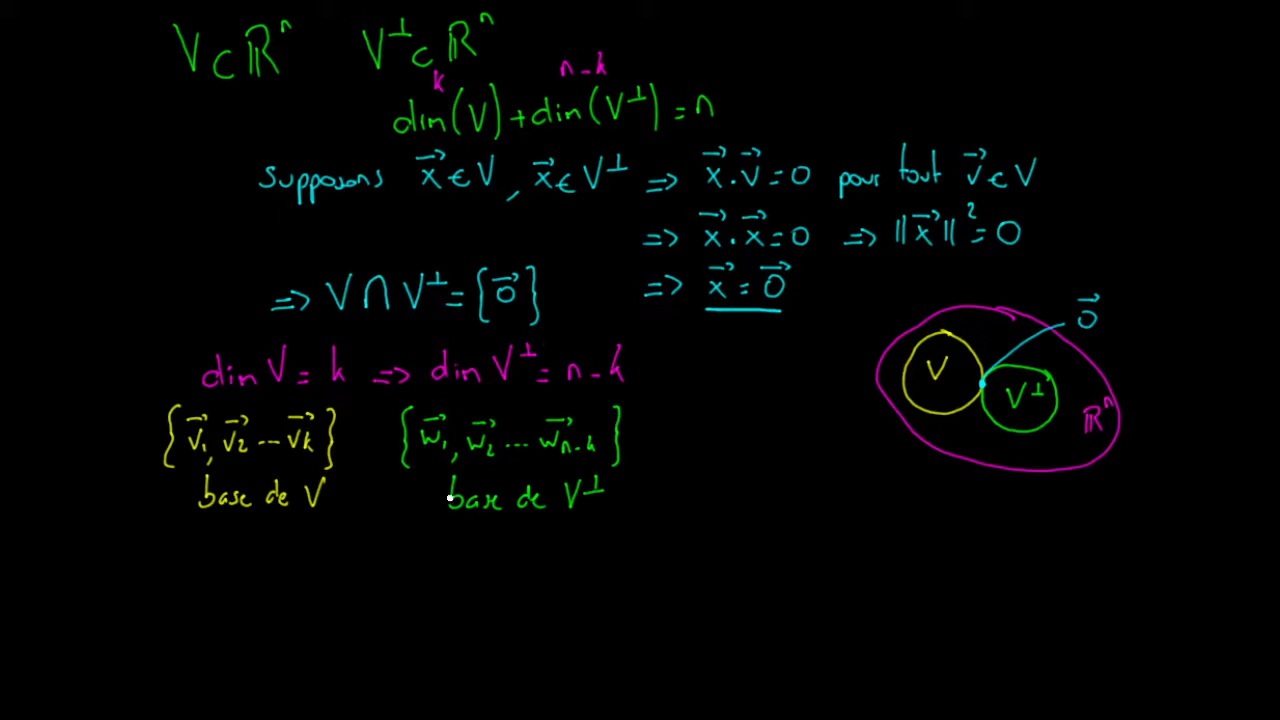 V ⊂ ℝⁿ V^⊥ ⊂ ℝⁿ
k n-k
dim(V) + dim(V^⊥) = n
Supposons x⃗ ∈ V, x⃗ ∈ V^⊥ ⇒ x⃗ . v⃗ = 0 pour tout v⃗ ∈ V
⇒ x⃗ . x⃗ = 0 ⇒ ‖x⃗‖² = 0
⇒ V ∩ V^⊥ = {0⃗} ⇒ x⃗ = 0⃗
0⃗
dim V = k ⇒ dim V^⊥ = n-k
V V^⊥ ℝⁿ
{v⃗₁, v⃗₂ ... v⃗k} {w⃗₁, w⃗₂ ... w⃗n-k}
base de V base de V^⊥